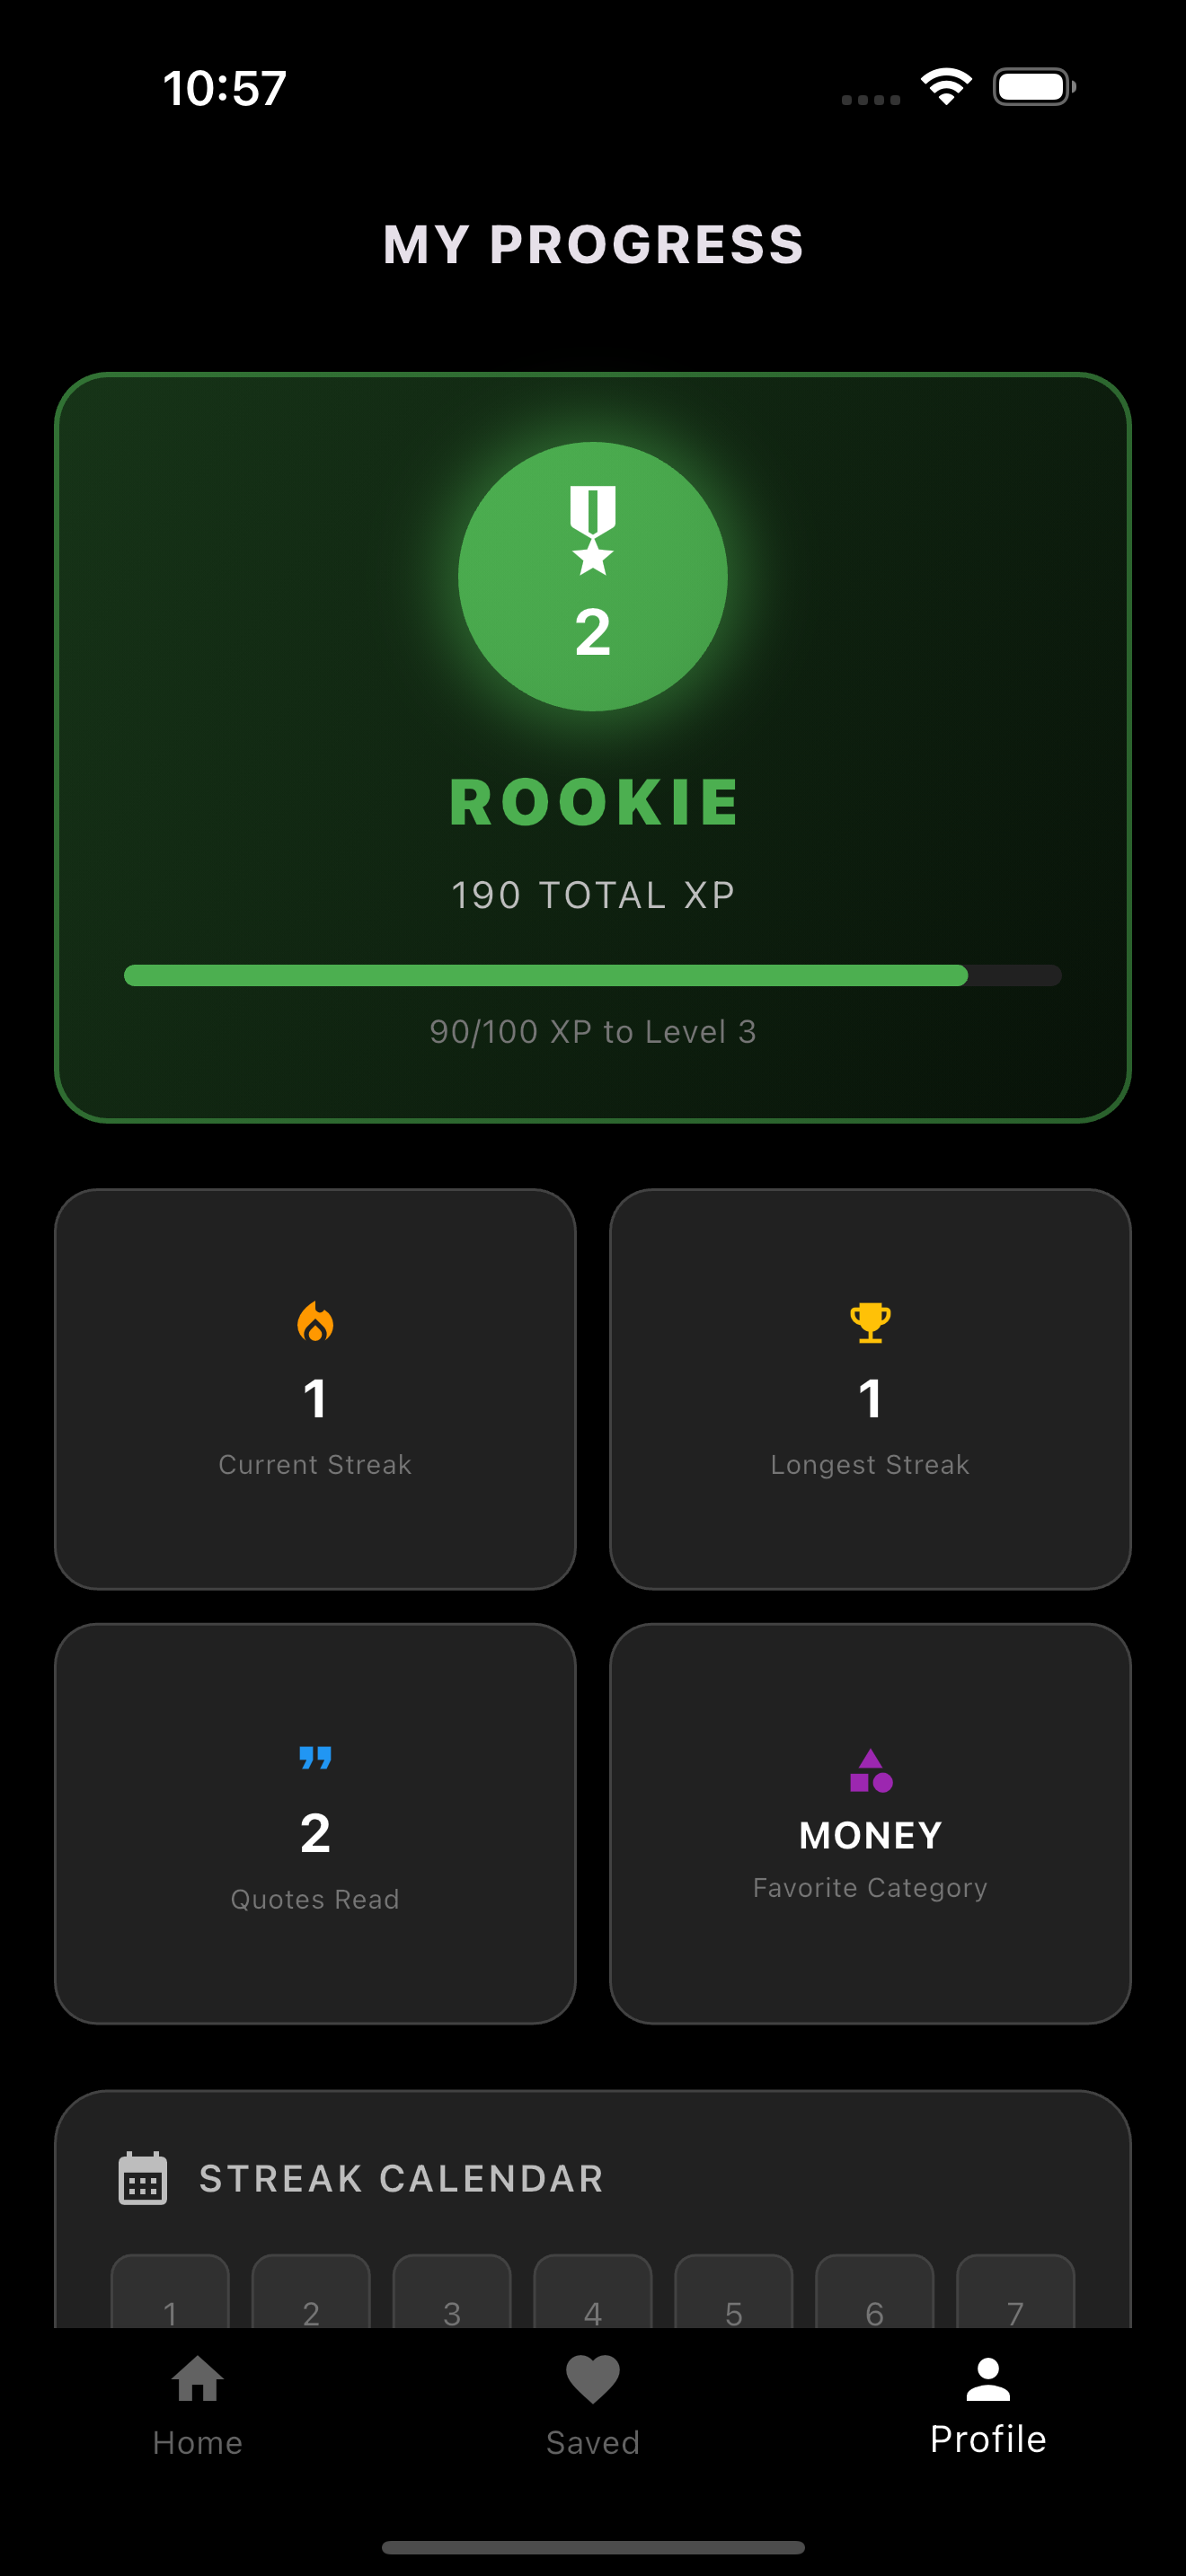 10:57
MY PROGRESS
2
ROOKIE
190 TOTAL XP
90/100 XP to Level 3
1
Current Streak
1
Longest Streak
2
Quotes Read
MONEY
Favorite Category
STREAK CALENDAR
1 2 3 4 5 6 7
Home Saved Profile